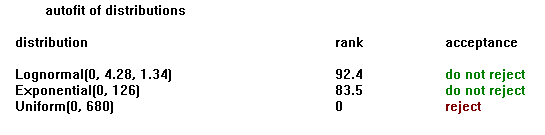 autofit of distributions
distribution rank acceptance
Lognormal(0, 4.28, 1.34) 92.4 do not reject
Exponential(0, 126) 83.5 do not reject
Uniform(0, 680) 0 reject